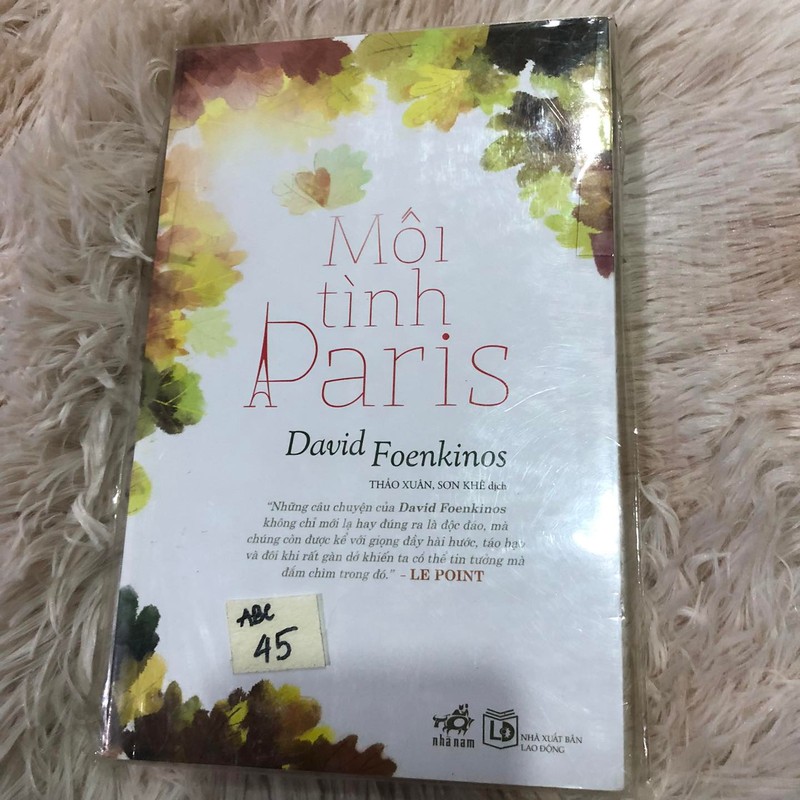 Mối
tình
Paris
David Foenkinos
THẢO XUÂN, SƠN KHÊ dịch
“Những câu chuyện của David Foenkinos
không chỉ mới lạ hay đúng ra là độc đáo, mà
chúng còn được kể với giọng đầy hài hước, táo bạo
và đôi khi rất gàn dở khiến ta có thể tin tưởng mà
đắm chìm trong đó.” – LE POINT
ABC
45
nhã nam
LĐ
NHÀ XUẤT BẢN
LAO ĐỘNG